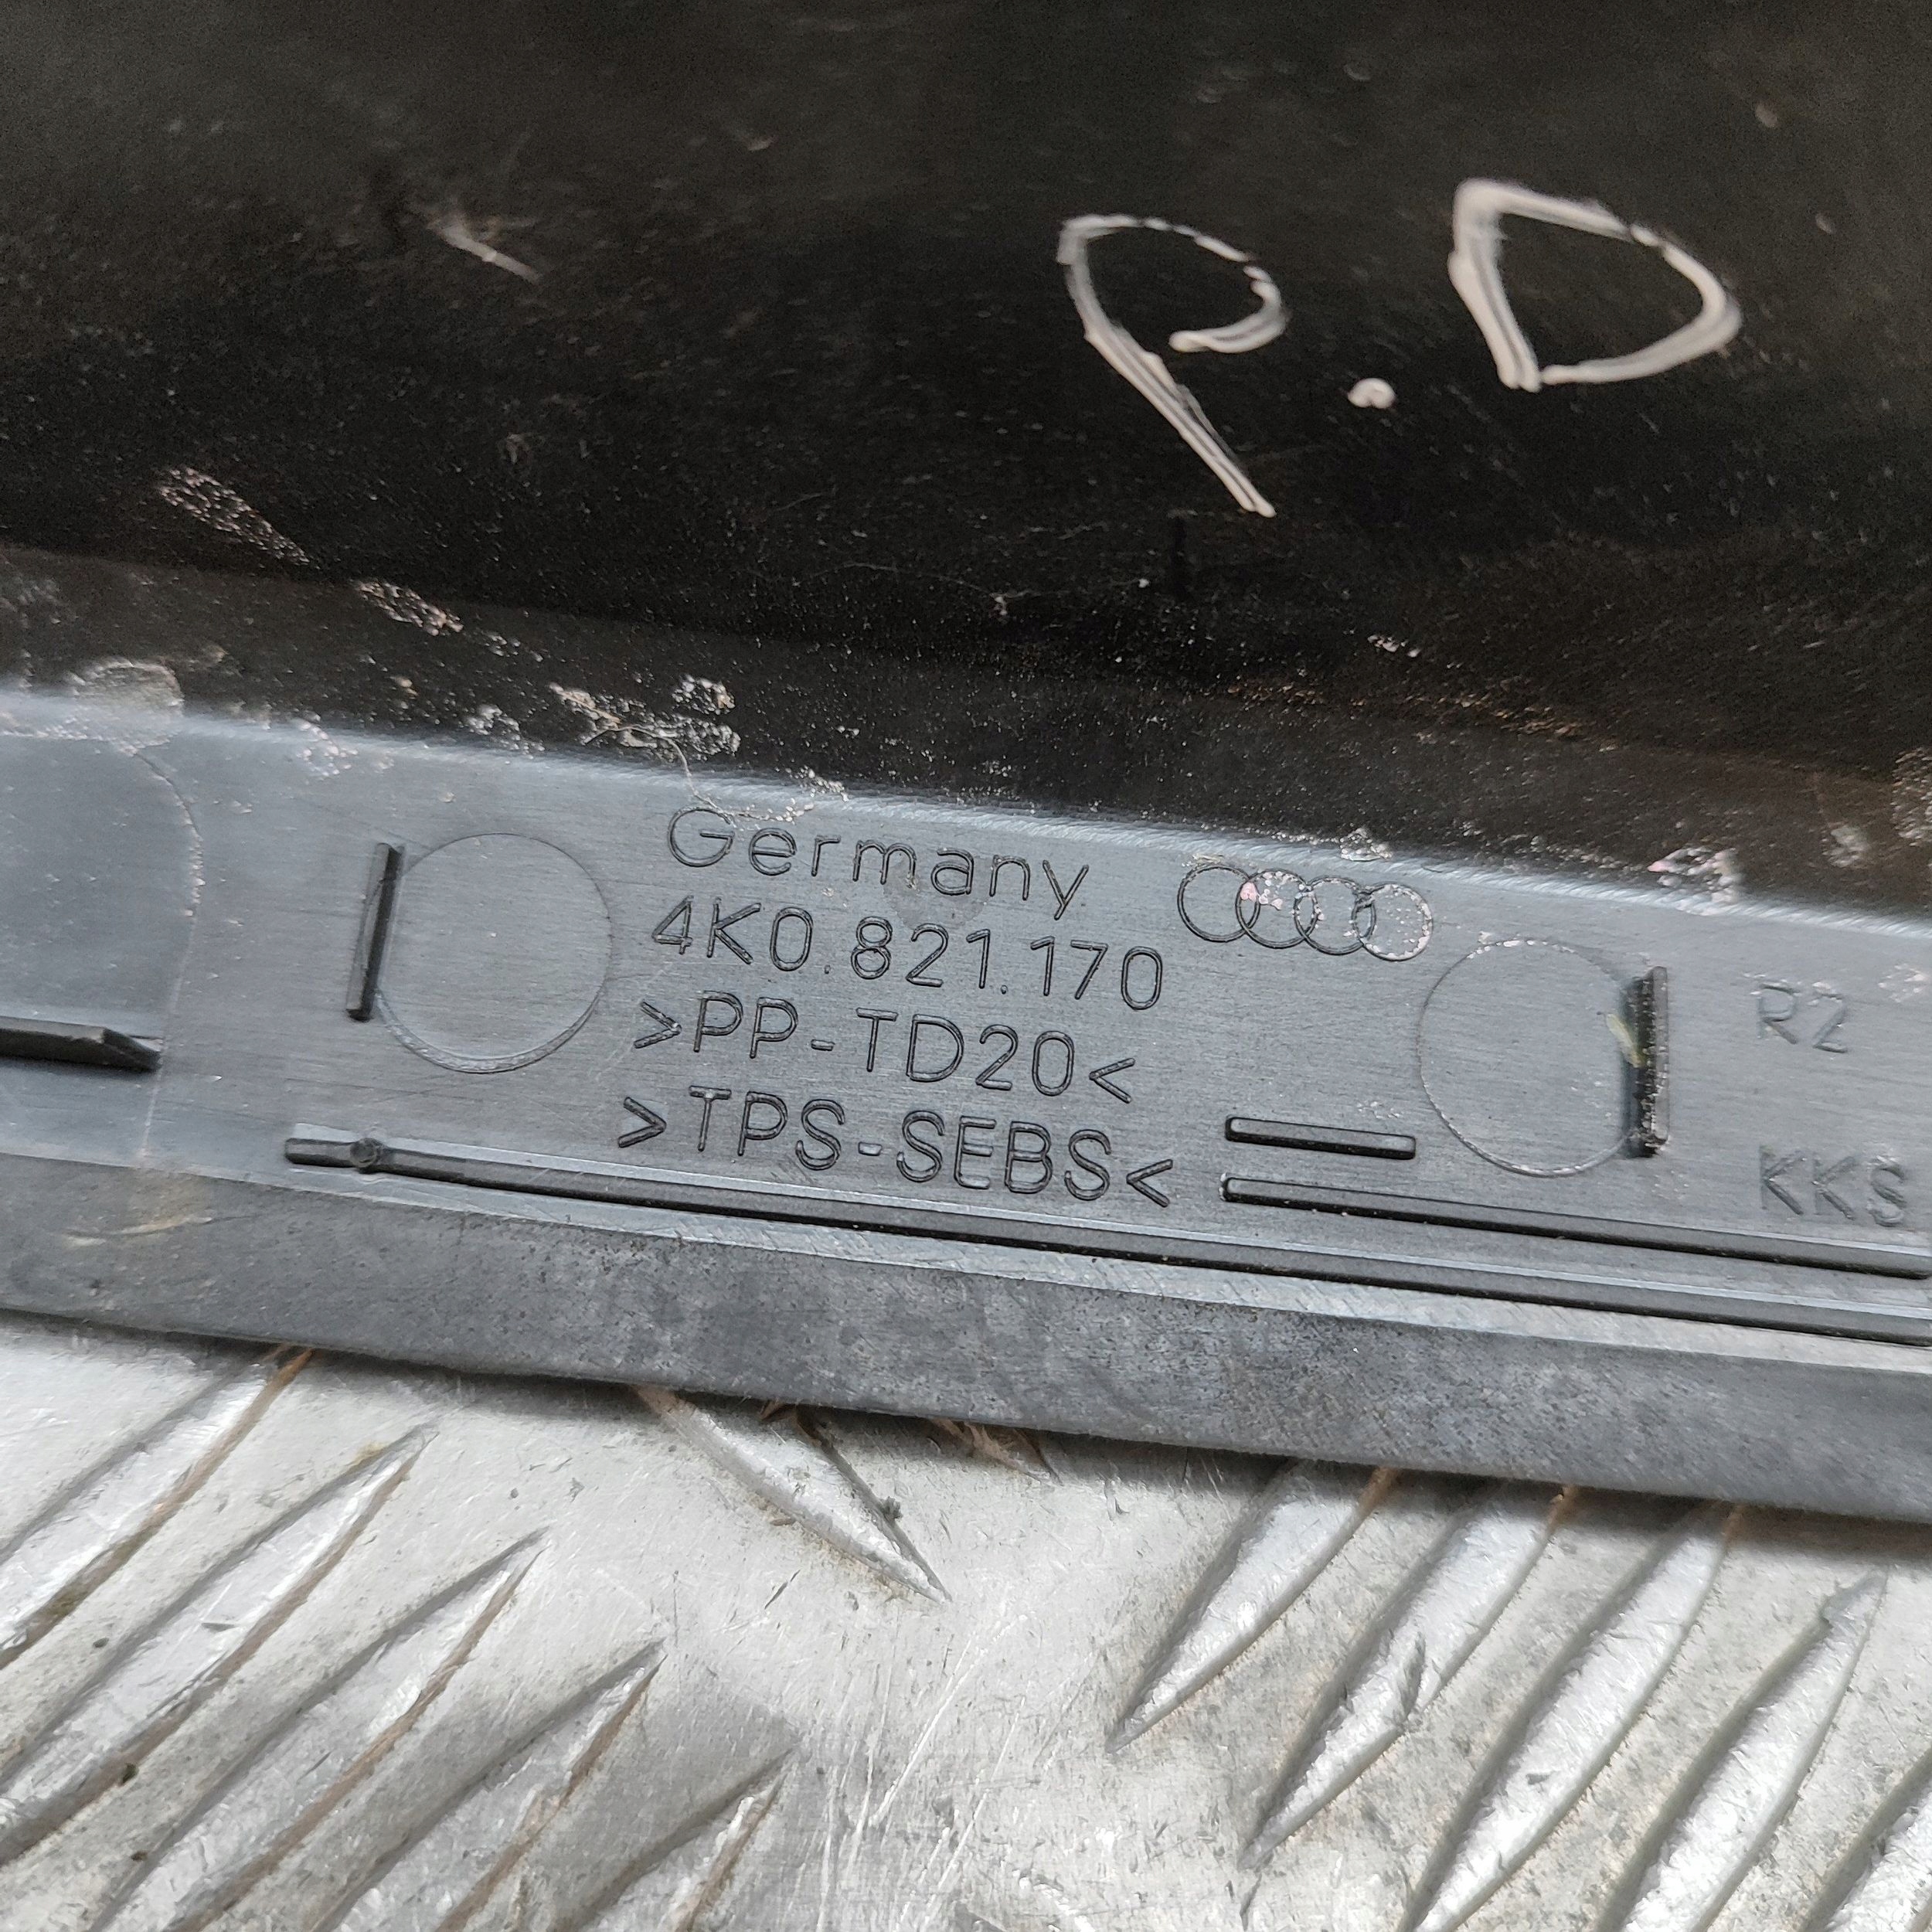 P.D
Germany
4K0.821.170
>PP-TD20<
>TPS-SEBS<
R2
KKS